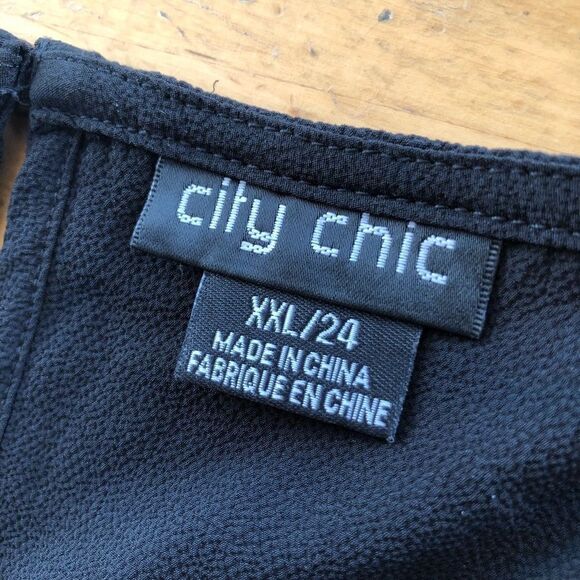 city chic
XXL/24
MADE IN CHINA
FABRIQUE EN CHINE